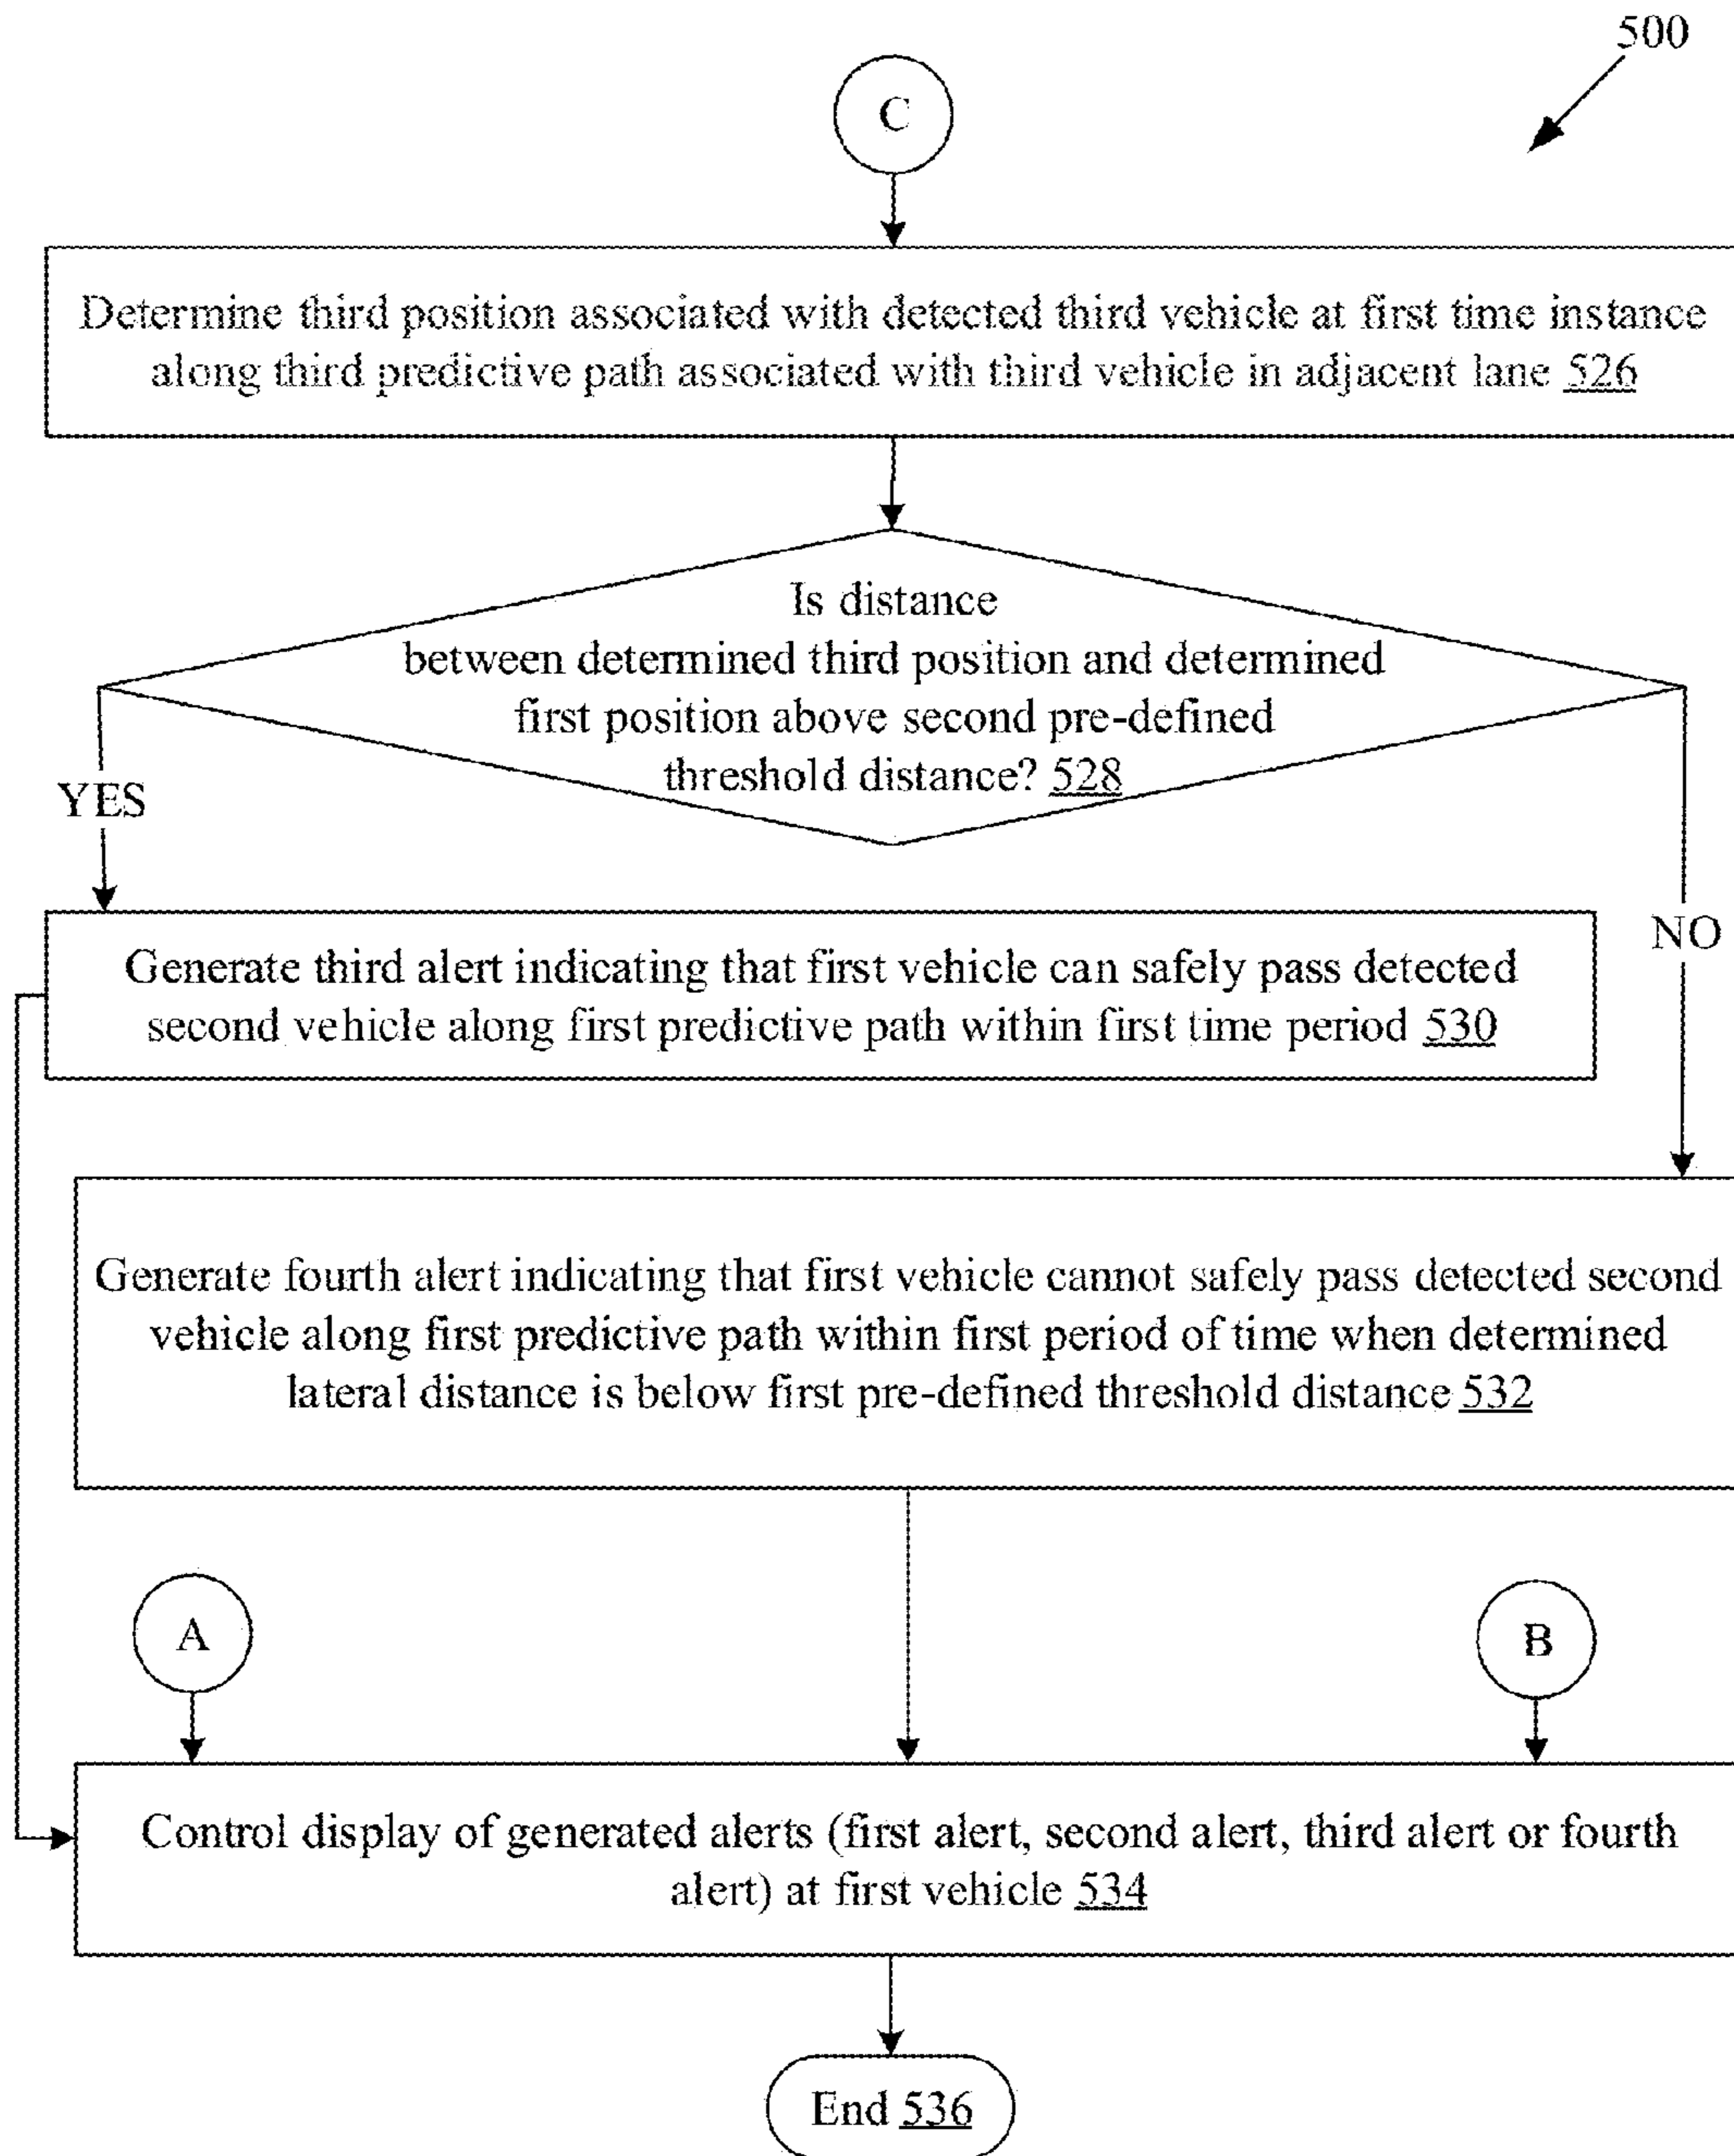 500
C
Determine third position associated with detected third vehicle at first time instance
along third predictive path associated with third vehicle in adjacent lane 526
Is distance
between determined third position and determined
first position above second pre-defined
threshold distance? 528
YES
NO
Generate third alert indicating that first vehicle can safely pass detected
second vehicle along first predictive path within first time period 530
Generate fourth alert indicating that first vehicle cannot safely pass detected second
vehicle along first predictive path within first period of time when determined
lateral distance is below first pre-defined threshold distance 532
A
B
Control display of generated alerts (first alert, second alert, third alert or fourth
alert) at first vehicle 534
End 536